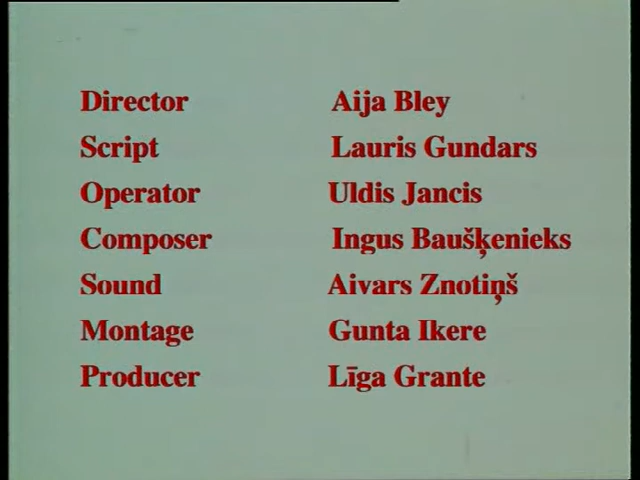 Director Aija Bley
Script Lauris Gundars
Operator Uldis Jancis
Composer Ingus Baušķenieks
Sound Aivars Znotiņš
Montage Gunta Ikere
Producer Līga Grante